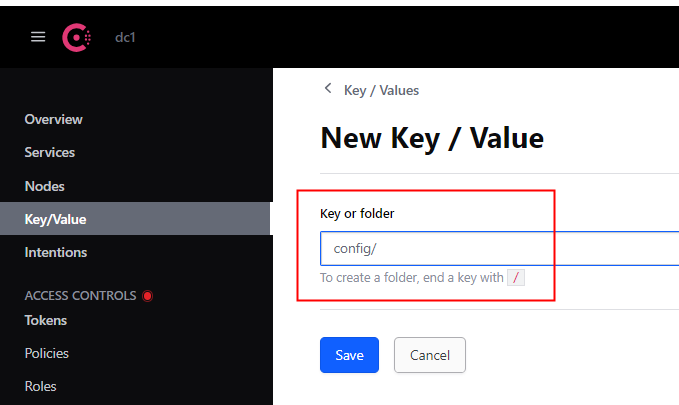 dc1
Overview
Services
Nodes
Key/Value
Intentions
ACCESS CONTROLS
Tokens
Policies
Roles
Key / Values
New Key / Value
Key or folder
config/
To create a folder, end a key with /
Save Cancel